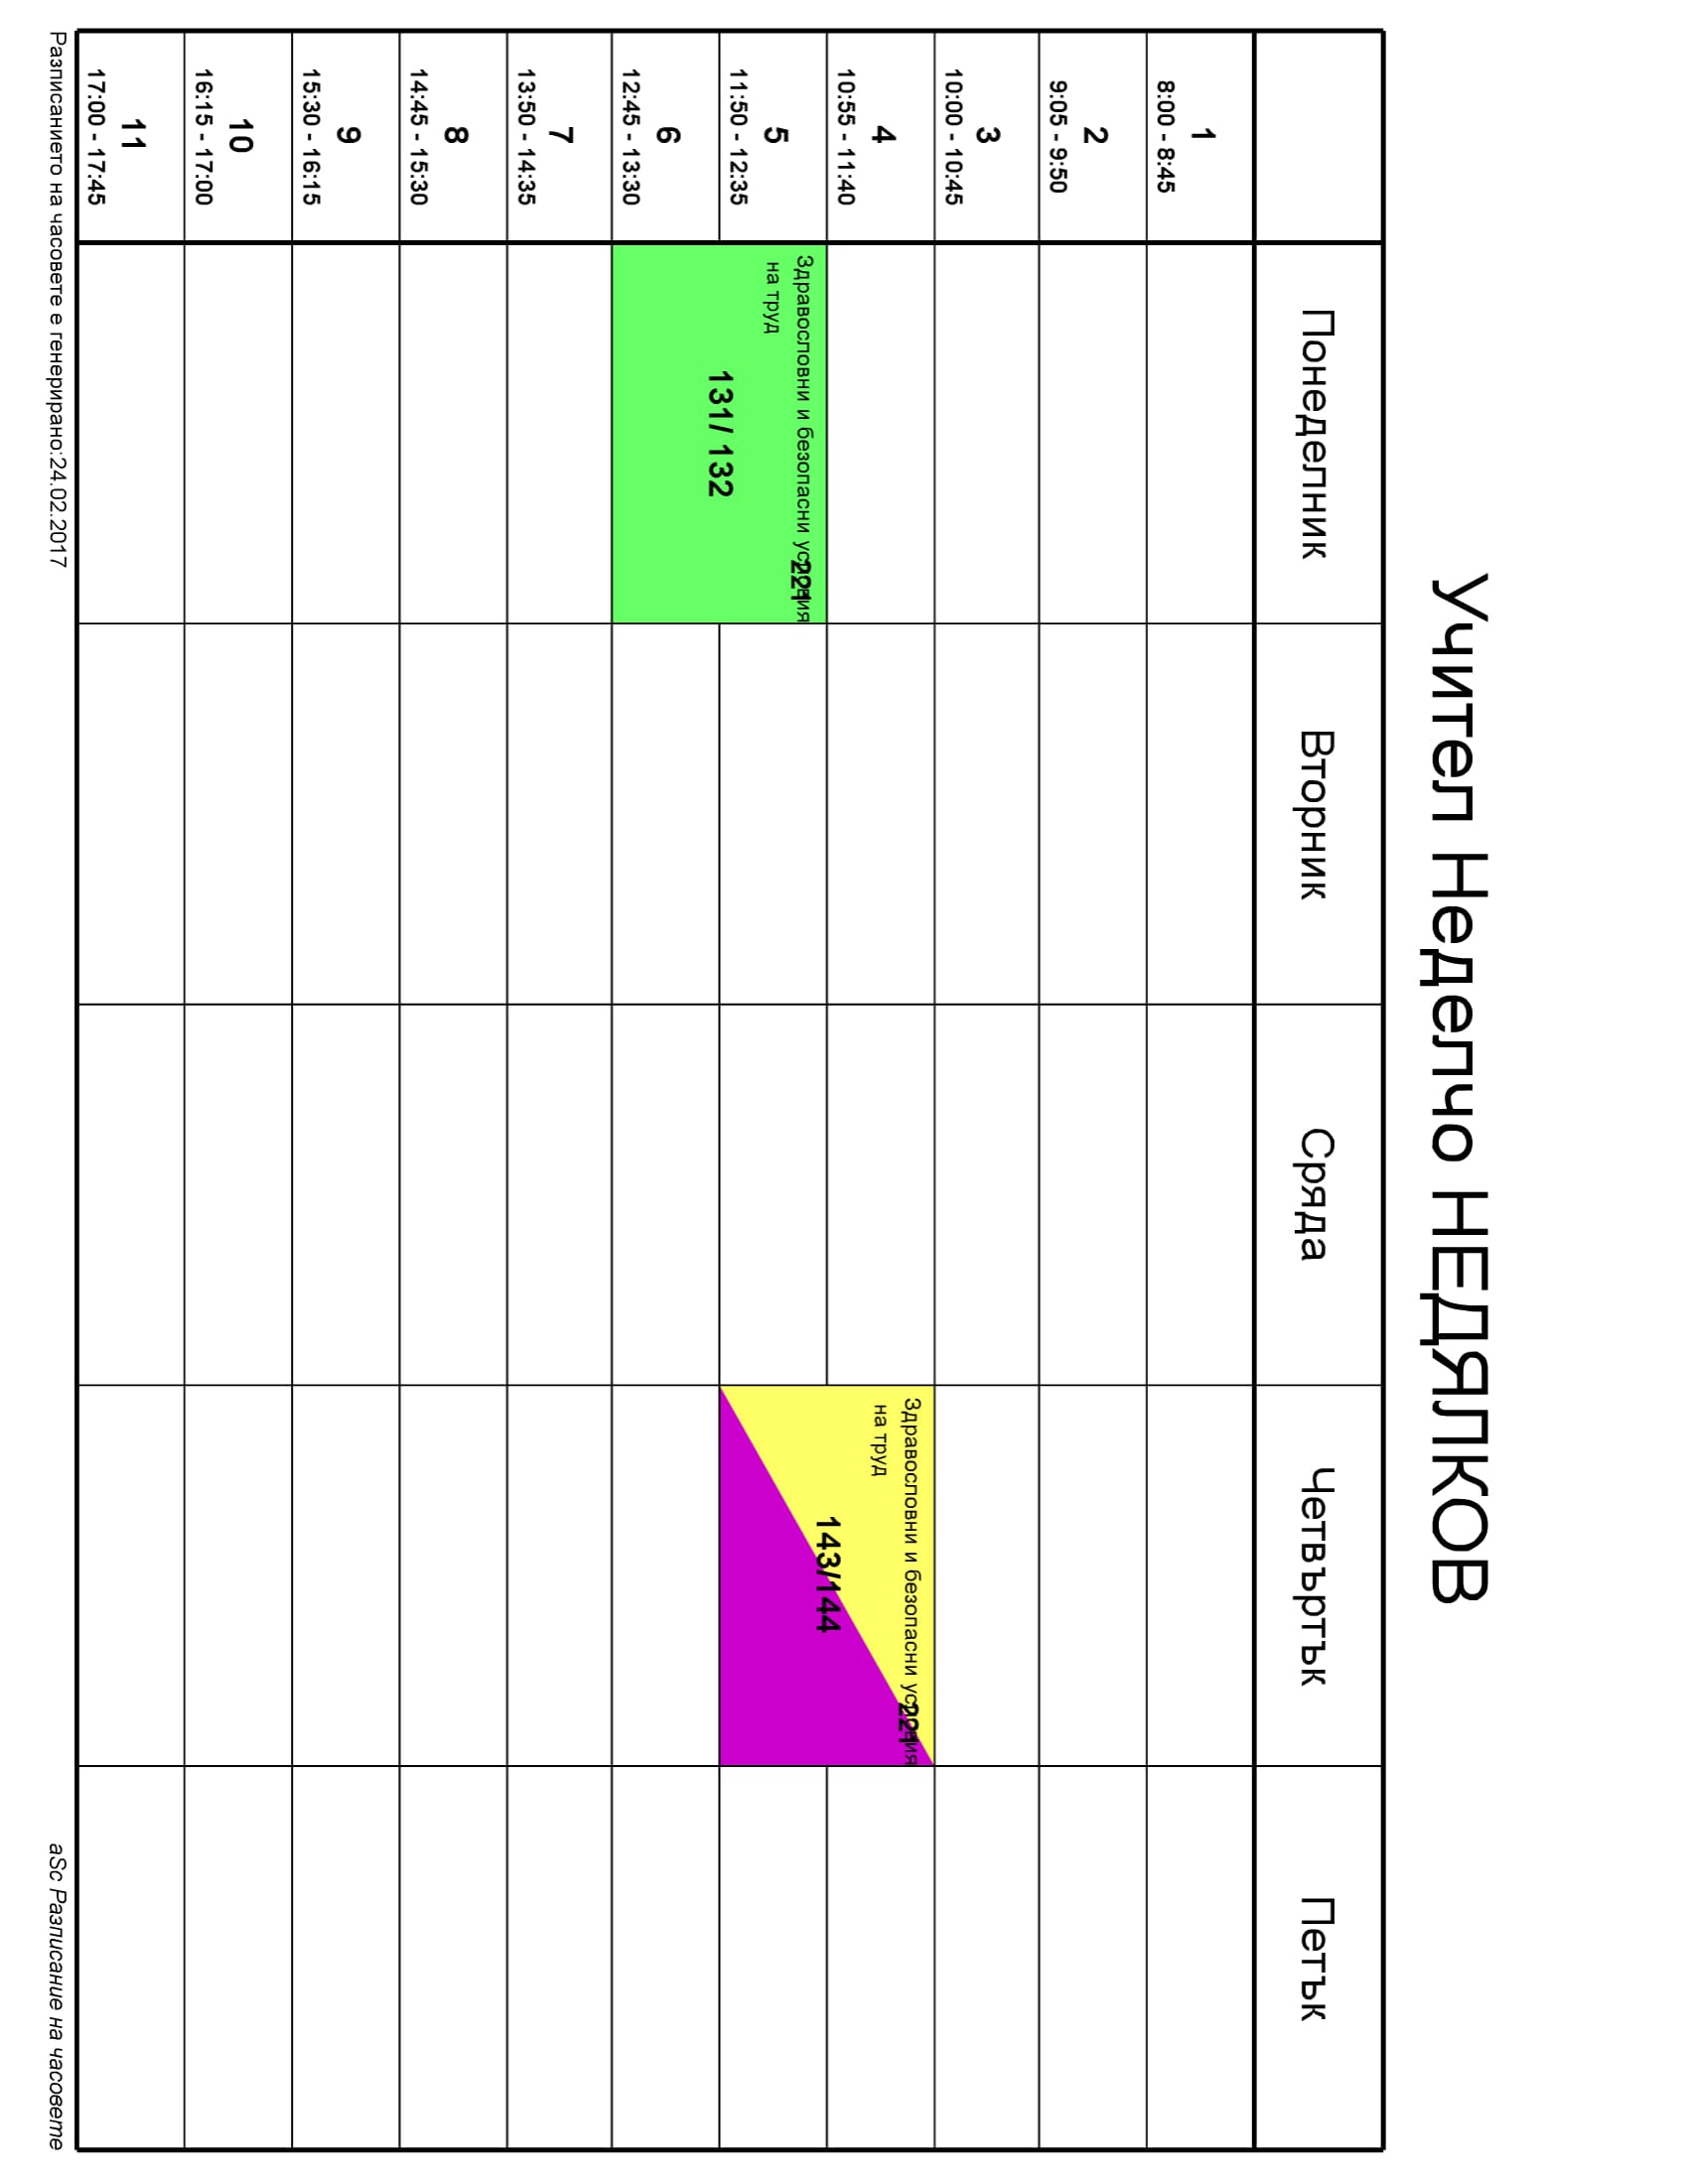 Учител Неделчо НЕДЯЛКОВ
Понеделник
Вторник
Сряда
Четвъртък
Петък
1
8:00 - 8:45
2
9:05 - 9:50
3
10:00 - 10:45
4
10:55 - 11:40
Здравословни и безопасни условия
на труд
221
143/144
5
11:50 - 12:35
Здравословни и безопасни условия
на труд
221
131/ 132
6
12:45 - 13:30
7
13:50 - 14:35
8
14:45 - 15:30
9
15:30 - 16:15
10
16:15 - 17:00
11
17:00 - 17:45
Разписанието на часовете е генерирано:24.02.2017
aSc Разписание на часовете